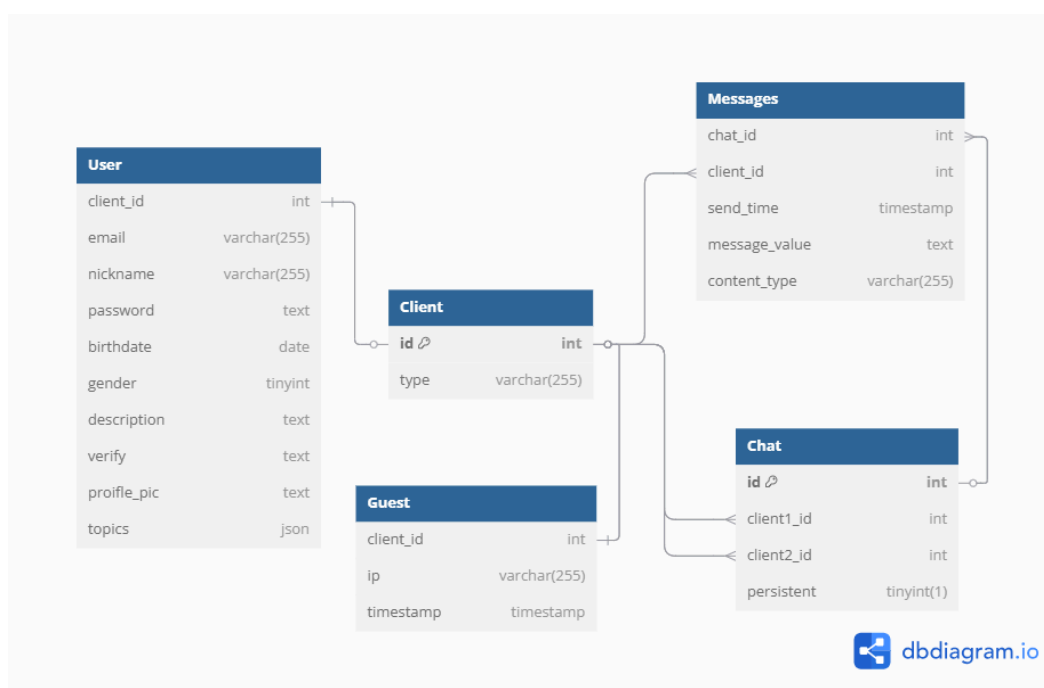 User
client_id int
email varchar(255)
nickname varchar(255)
password text
birthdate date
gender tinyint
description text
verify text
proifle_pic text
topics json
Client
id int
type varchar(255)
Guest
client_id int
ip varchar(255)
timestamp timestamp
Messages
chat_id int
client_id int
send_time timestamp
message_value text
content_type varchar(255)
Chat
id int
client1_id int
client2_id int
persistent tinyint(1)
dbdiagram.io